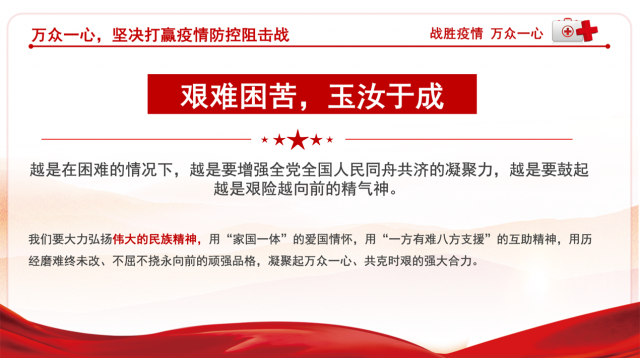 万众一心，坚决打赢疫情防控阻击战
战胜疫情 万众一心
艰难困苦，玉汝于成
越是在困难的情况下，越是要增强全党全国人民同舟共济的凝聚力，越是要鼓起
越是艰险越向前的精气神。
我们要大力弘扬伟大的民族精神，用“家国一体”的爱国情怀，用“一方有难八方支援”的互助精神，用历
经磨难终未改、不屈不挠永向前的顽强品格，凝聚起万众一心、共克时艰的强大合力。